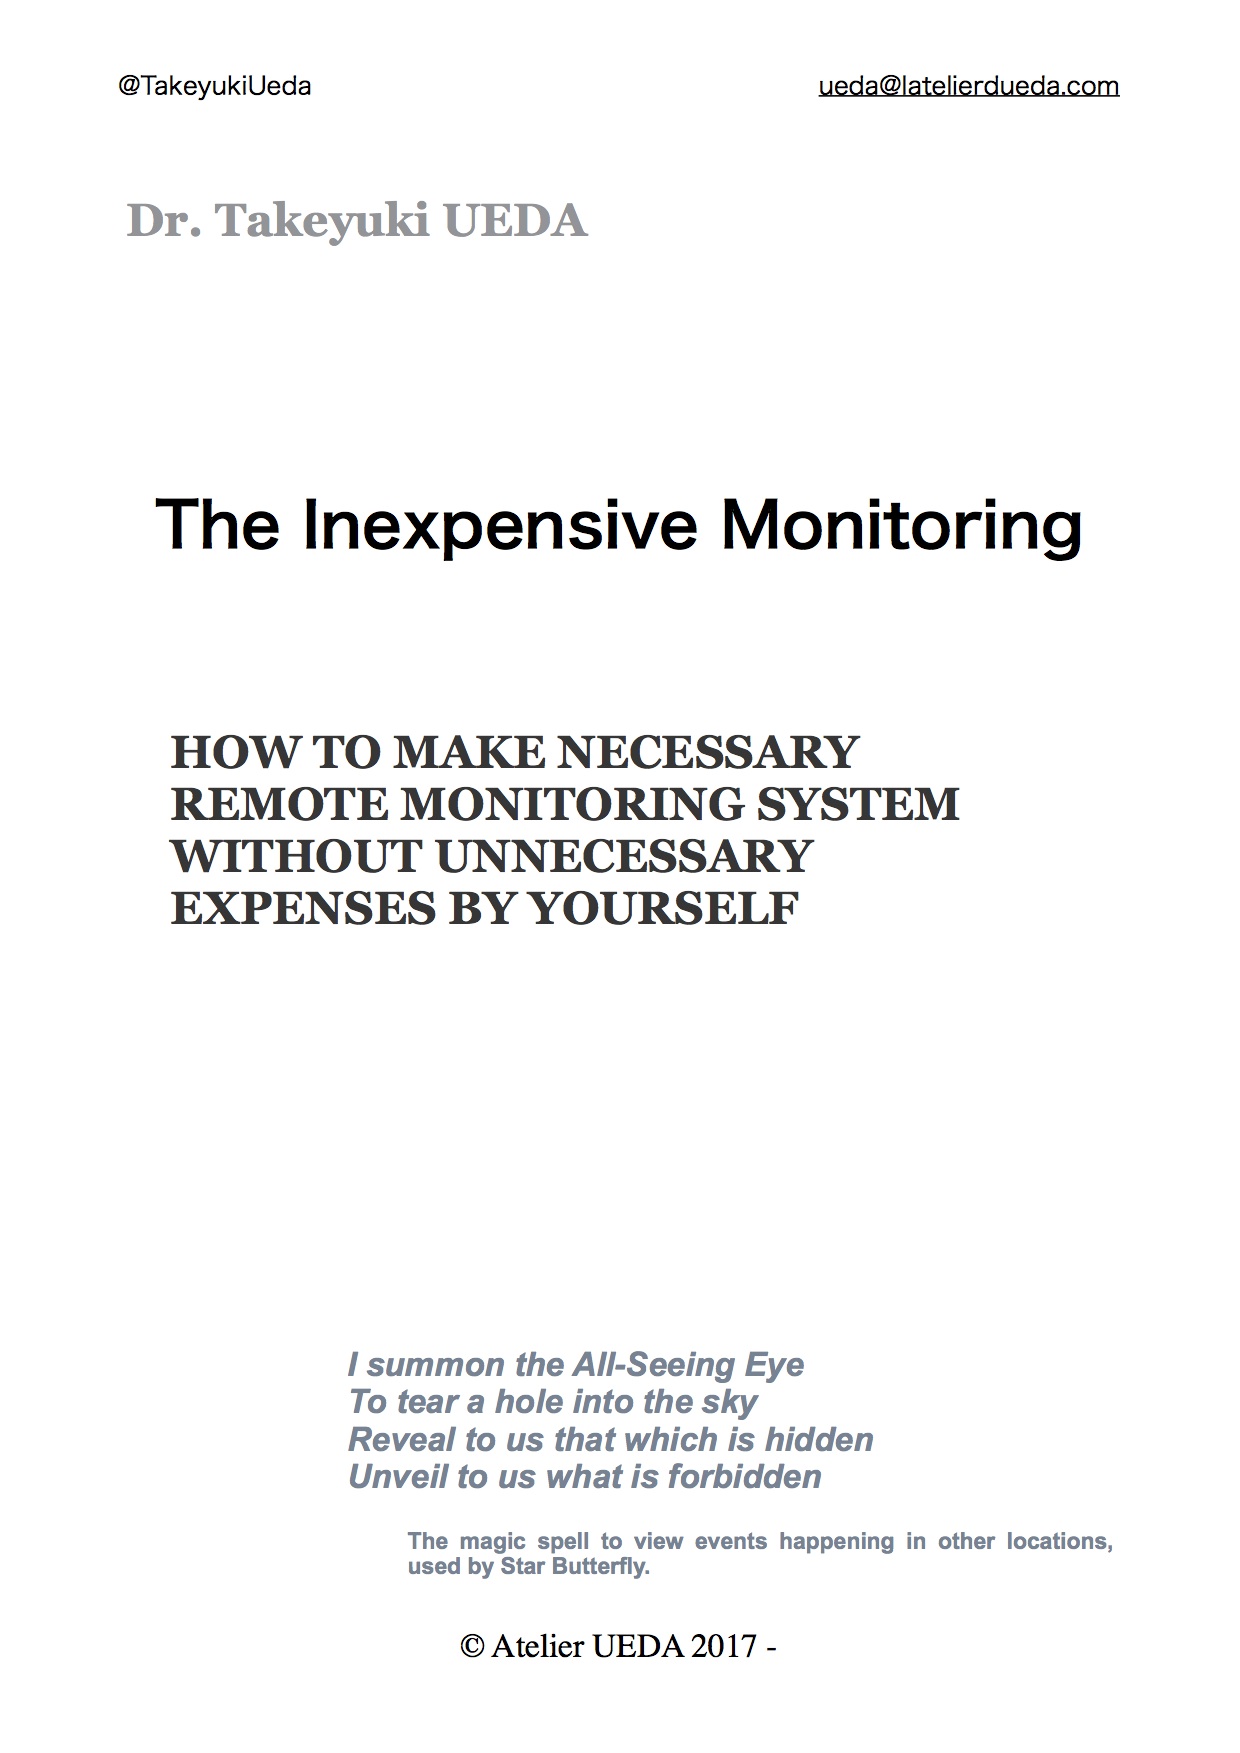 @TakeyukiUeda
ueda@latelierdueda.com
Dr. Takeyuki UEDA
The Inexpensive Monitoring
HOW TO MAKE NECESSARY
REMOTE MONITORING SYSTEM
WITHOUT UNNECESSARY
EXPENSES BY YOURSELF
I summon the All-Seeing Eye
To tear a hole into the sky
Reveal to us that which is hidden
Unveil to us what is forbidden
The magic spell to view events happening in other locations,
used by Star Butterfly.
© Atelier UEDA 2017 -